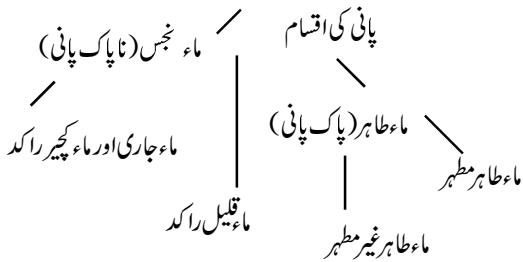 پانی کی اقسام
ماء نجس (ناپاک پانی)
ماء طاہر (پاک پانی)
ماء جاری اور ماء کچیر راکد
ماء طاہر مطہر
ماء قلیل راکد
ماء طاہر غیر مطہر